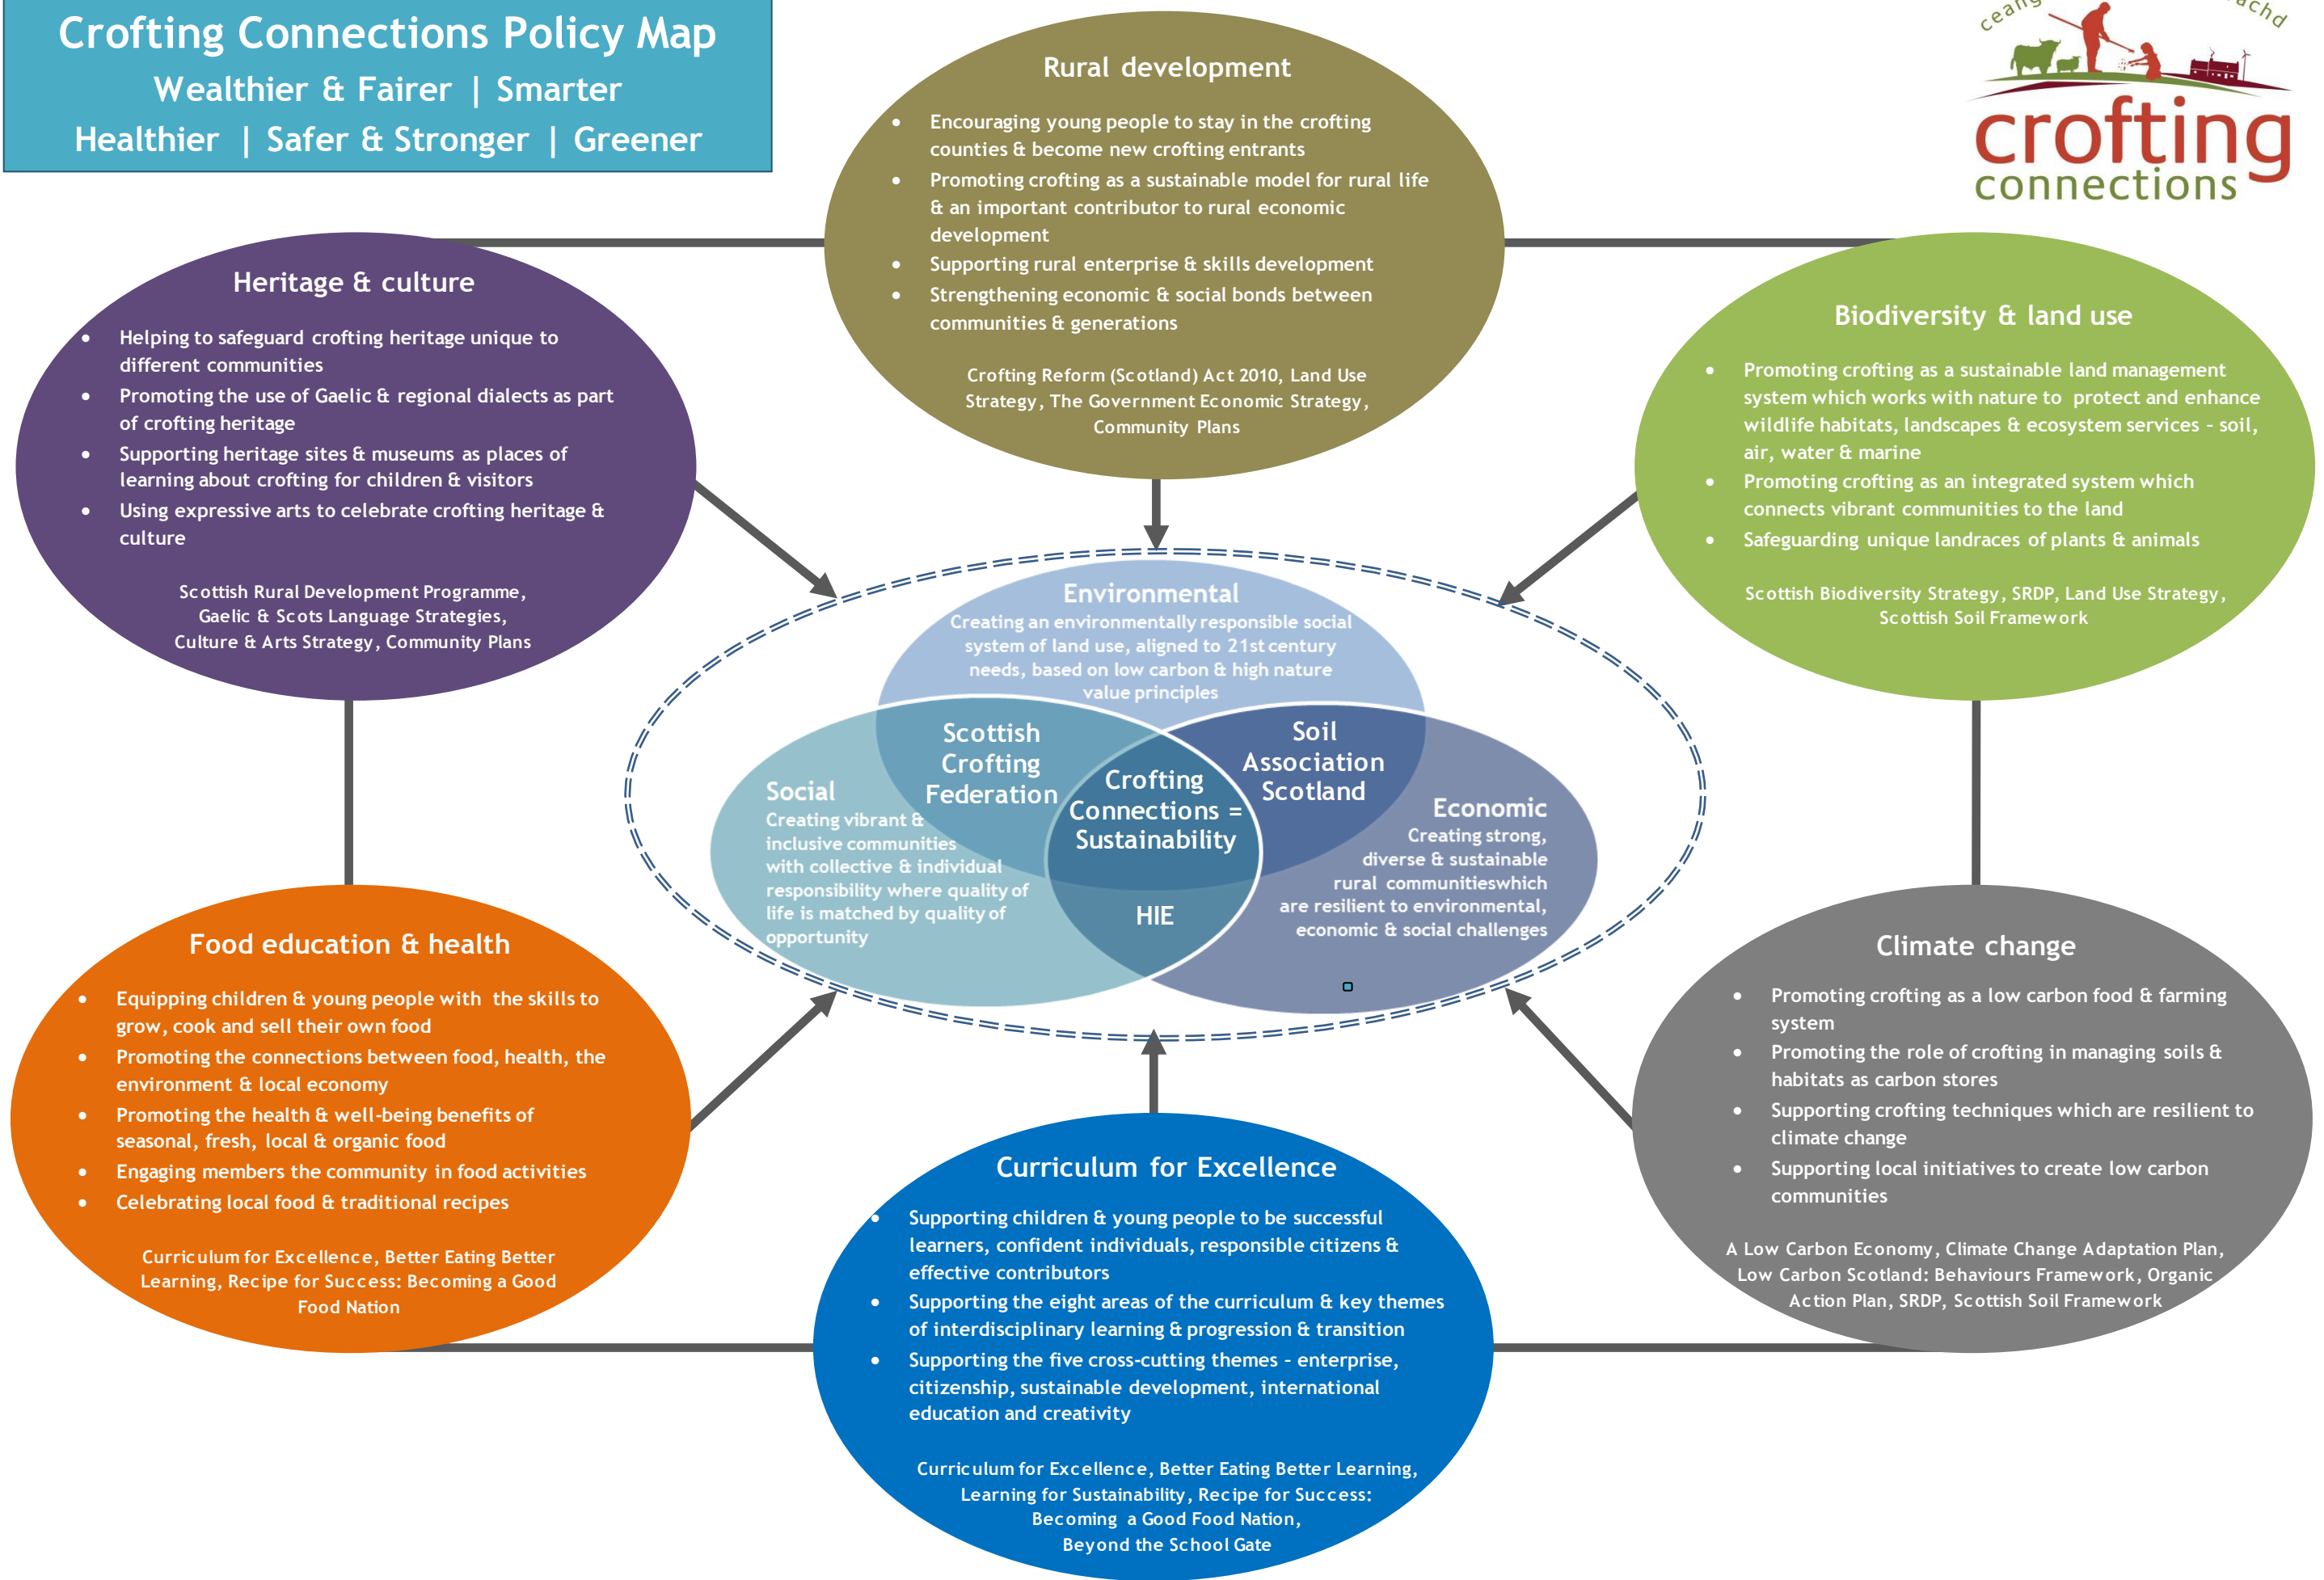 Crofting Connections Policy Map
Wealthier & Fairer | Smarter
Healthier | Safer & Stronger | Greener
crofting
connections
Rural development
• Encouraging young people to stay in the crofting
counties & become new crofting entrants
• Promoting crofting as a sustainable model for rural life
& an important contributor to rural economic
development
• Supporting rural enterprise & skills development
• Strengthening economic & social bonds between
communities & generations
Crofting Reform (Scotland) Act 2010, Land Use
Strategy, The Government Economic Strategy,
Community Plans
Heritage & culture
• Helping to safeguard crofting heritage unique to
different communities
• Promoting the use of Gaelic & regional dialects as part
of crofting heritage
• Supporting heritage sites & museums as places of
learning about crofting for children & visitors
• Using expressive arts to celebrate crofting heritage &
culture
Scottish Rural Development Programme,
Gaelic & Scots Language Strategies,
Culture & Arts Strategy, Community Plans
Biodiversity & land use
• Promoting crofting as a sustainable land management
system which works with nature to protect and enhance
wildlife habitats, landscapes & ecosystem services – soil,
air, water & marine
• Promoting crofting as an integrated system which
connects vibrant communities to the land
• Safeguarding unique landraces of plants & animals
Scottish Biodiversity Strategy, SRDP, Land Use Strategy,
Scottish Soil Framework
Environmental
Creating an environmentally responsible social
system of land use, aligned to 21st century
needs, based on low carbon & high nature
value principles
Scottish
Crofting
Federation
Soil
Association
Scotland
Crofting
Connections =
Sustainability
HIE
Social
Creating vibrant &
inclusive communities
with collective & individual
responsibility where quality of
life is matched by quality of
opportunity
Economic
Creating strong,
diverse & sustainable
rural communitieswhich
are resilient to environmental,
economic & social challenges
Food education & health
• Equipping children & young people with the skills to
grow, cook and sell their own food
• Promoting the connections between food, health, the
environment & local economy
• Promoting the health & well-being benefits of
seasonal, fresh, local & organic food
• Engaging members the community in food activities
• Celebrating local food & traditional recipes
Curriculum for Excellence, Better Eating Better
Learning, Recipe for Success: Becoming a Good
Food Nation
Climate change
• Promoting crofting as a low carbon food & farming
system
• Promoting the role of crofting in managing soils &
habitats as carbon stores
• Supporting crofting techniques which are resilient to
climate change
• Supporting local initiatives to create low carbon
communities
A Low Carbon Economy, Climate Change Adaptation Plan,
Low Carbon Scotland: Behaviours Framework, Organic
Action Plan, SRDP, Scottish Soil Framework
Curriculum for Excellence
• Supporting children & young people to be successful
learners, confident individuals, responsible citizens &
effective contributors
• Supporting the eight areas of the curriculum & key themes
of interdisciplinary learning & progression & transition
• Supporting the five cross-cutting themes – enterprise,
citizenship, sustainable development, international
education and creativity
Curriculum for Excellence, Better Eating Better Learning,
Learning for Sustainability, Recipe for Success:
Becoming a Good Food Nation,
Beyond the School Gate